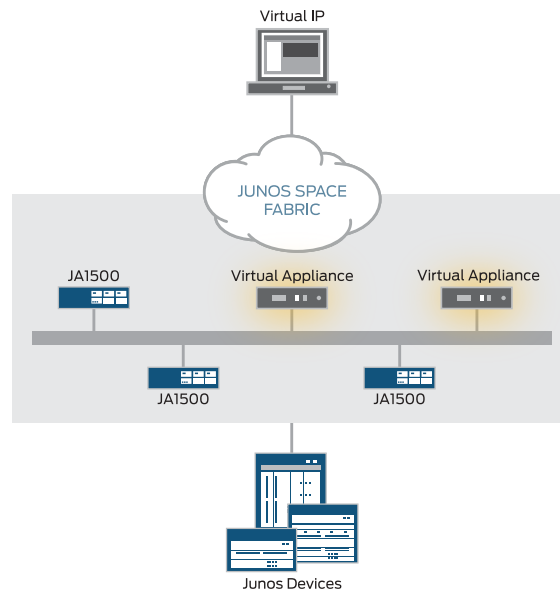 Virtual IP
JUNOS SPACE
FABRIC
JA1500
Virtual Appliance
Virtual Appliance
JA1500
JA1500
Junos Devices